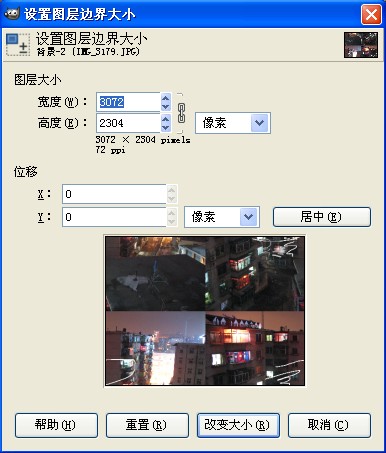 设置图层边界大小
设置图层边界大小
背景-2 (IMG_3179.JPG)
图层大小
宽度(W): 3072
高度(E): 2304 像素
3072 × 2304 pixels
72 ppi
位移
X: 0
Y: 0 像素 居中(E)
帮助(H) 重置(R) 改变大小(R) 取消(C)